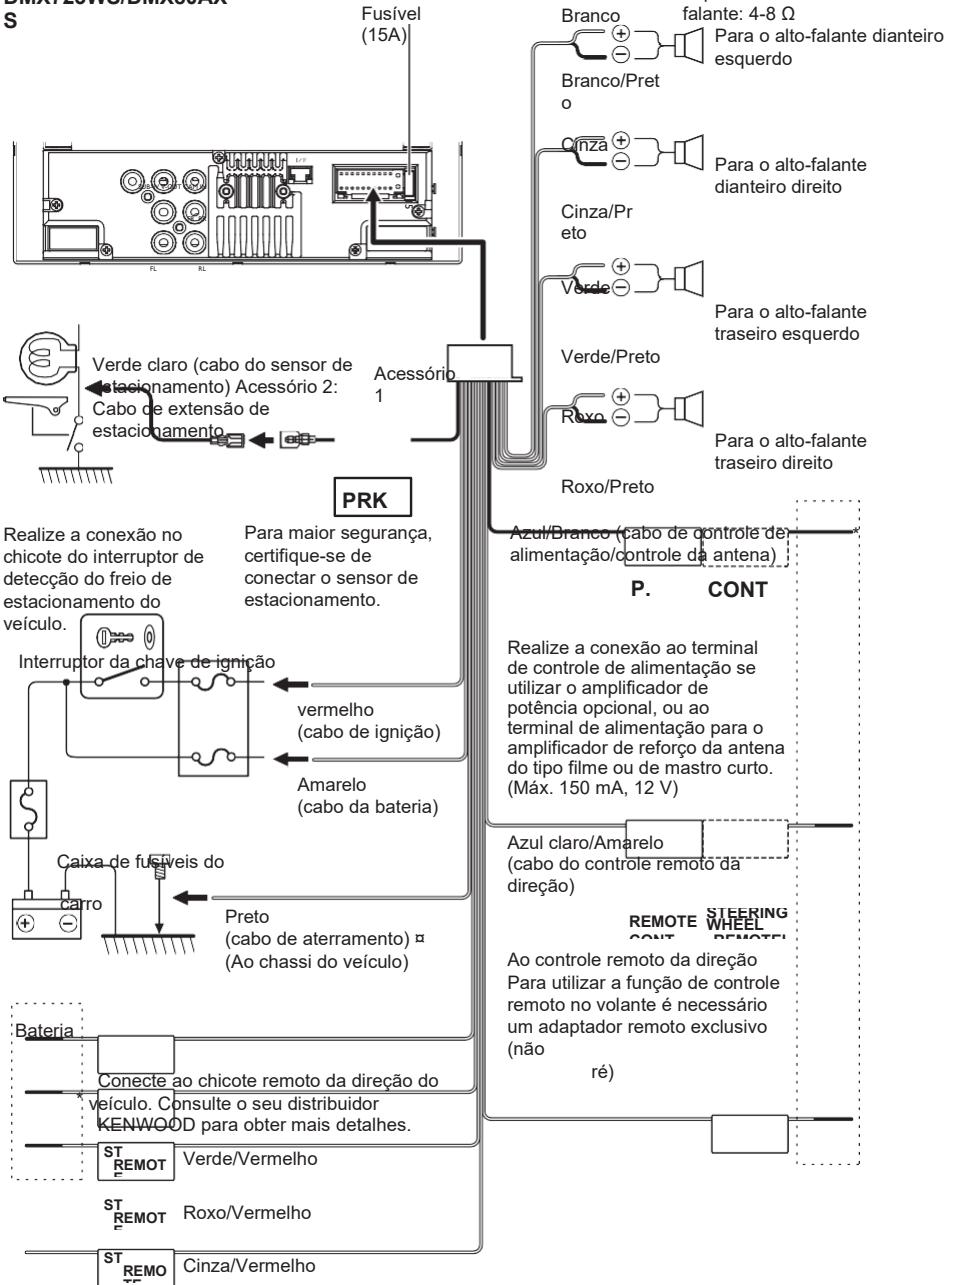 S
Fusível
(15A)
Branco
falante: 4-8 Ω
Para o alto-falante dianteiro
esquerdo
Branco/Pret
o
Cinza
Para o alto-falante
dianteiro direito
Cinza/Pr
eto
I/F
FL
RL
Verde
Para o alto-falante
traseiro esquerdo
Verde/Preto
Verde claro (cabo do sensor de
estacionamento) Acessório 2:
Cabo de extensão de
estacionamento
Acessório
1
Roxo
Para o alto-falante
traseiro direito
Roxo/Preto
PRK
Realize a conexão no
chicote do interruptor de
detecção do freio de
estacionamento do
veículo.
Para maior segurança,
certifique-se de
conectar o sensor de
estacionamento.
Azul/Branco (cabo de controle de
alimentação/controle da antena)
*
P. CONT
Interruptor da chave de ignição
vermelho
(cabo de ignição)
Amarelo
(cabo da bateria)
Realize a conexão ao terminal
de controle de alimentação se
utilizar o amplificador de
potência opcional, ou ao
terminal de alimentação para o
amplificador de reforço da antena
do tipo filme ou de mastro curto.
(Máx. 150 mA, 12 V)
Caixa de fusíveis do
carro
Preto
(cabo de aterramento) ¤
(Ao chassi do veículo)
Azul claro/Amarelo
(cabo do controle remoto da
direção)
REMOTE
STEERING
WHEEL
Ao controle remoto da direção
Para utilizar a função de controle
remoto no volante é necessário
um adaptador remoto exclusivo
(não
ré)
Bateria
Conecte ao chicote remoto da direção do
* veículo. Consulte o seu distribuidor
KENWOOD para obter mais detalhes.
ST
REMOT
Verde/Vermelho
ST
REMOT
Roxo/Vermelho
ST
REMO
Cinza/Vermelho